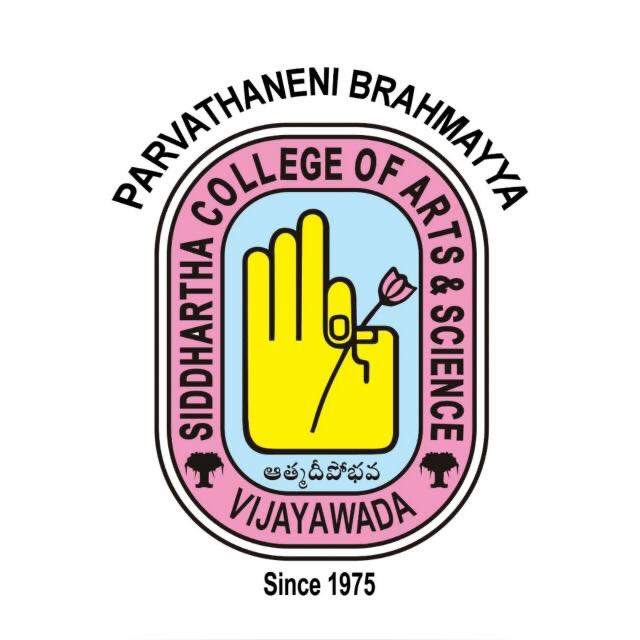 PARVATHANENI BRAHMAYYA
SIDDHARTHA COLLEGE OF ARTS & SCIENCE
ఆత్మదీపోభవ
VIJAYAWADA
Since 1975